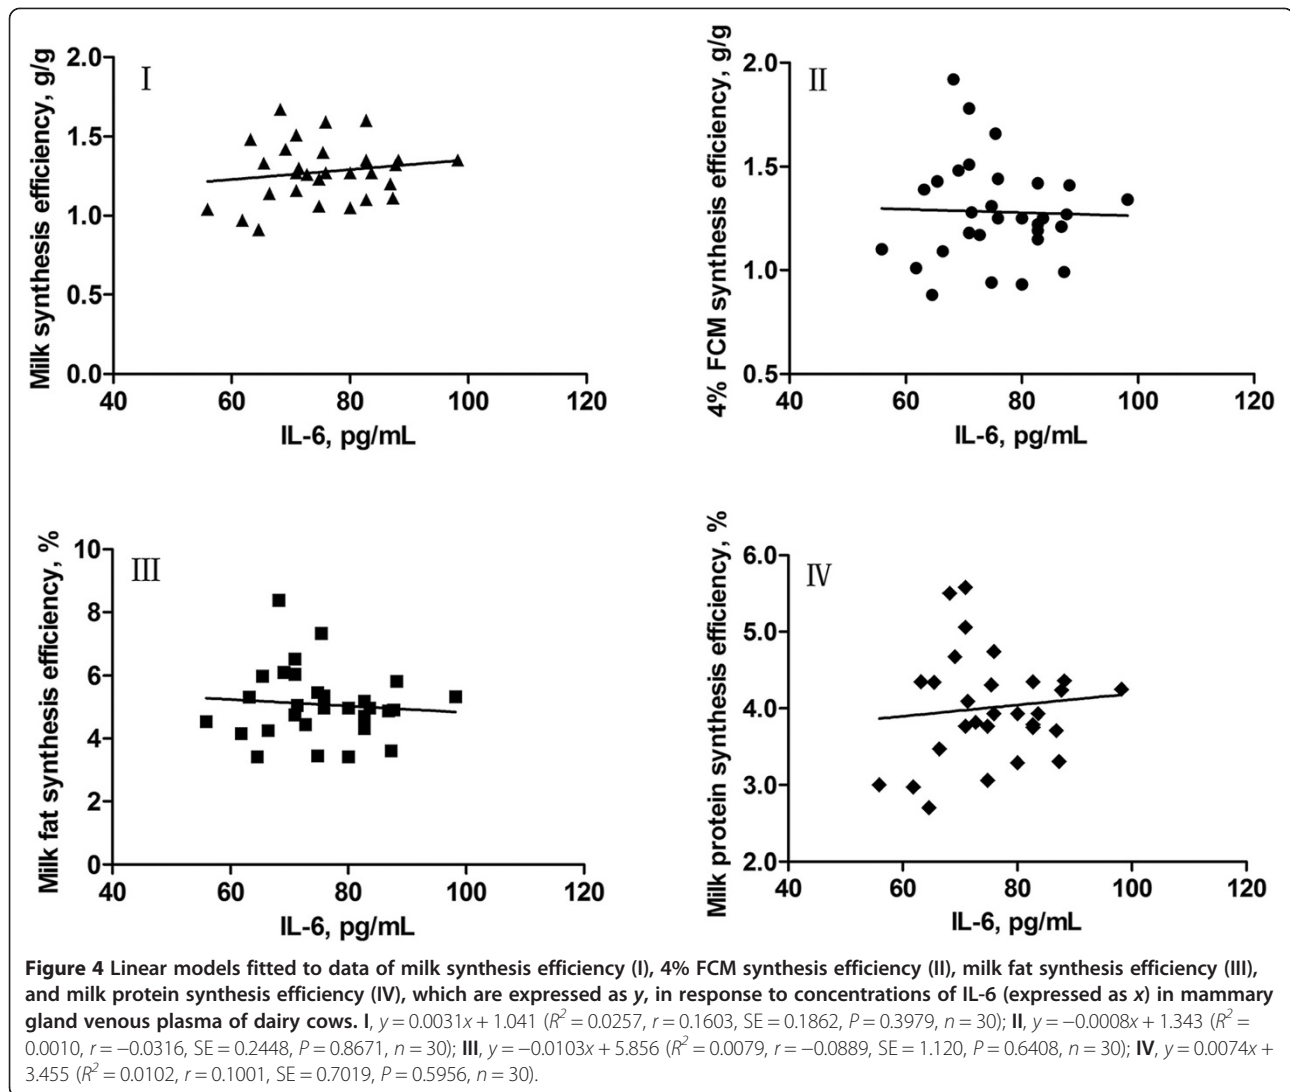 I
Milk synthesis efficiency, g/g
2.0
1.5
1.0
0.5
0.0
40 60 80 100 120
IL-6, pg/mL
II
4% FCM synthesis efficiency, g/g
2.0
1.5
1.0
0.5
40 60 80 100 120
IL-6, pg/mL
III
Milk fat synthesis efficiency, %
10
8
6
4
2
0
40 60 80 100 120
IL-6, pg/mL
IV
Milk protein synthesis efficiency, %
6.0
5.0
4.0
3.0
2.0
40 60 80 100 120
IL-6, pg/mL
Figure 4 Linear models fitted to data of milk synthesis efficiency (I), 4% FCM synthesis efficiency (II), milk fat synthesis efficiency (III),
and milk protein synthesis efficiency (IV), which are expressed as y, in response to concentrations of IL-6 (expressed as x) in mammary
gland venous plasma of dairy cows. I, y = 0.0031x + 1.041 (R² = 0.0257, r = 0.1603, SE = 0.1862, P = 0.3979, n = 30); II, y = −0.0008x + 1.343 (R² =
0.0010, r = −0.0316, SE = 0.2448, P = 0.8671, n = 30); III, y = −0.0103x + 5.856 (R² = 0.0079, r = −0.0889, SE = 1.120, P = 0.6408, n = 30); IV, y = 0.0074x +
3.455 (R² = 0.0102, r = 0.1001, SE = 0.7019, P = 0.5956, n = 30).